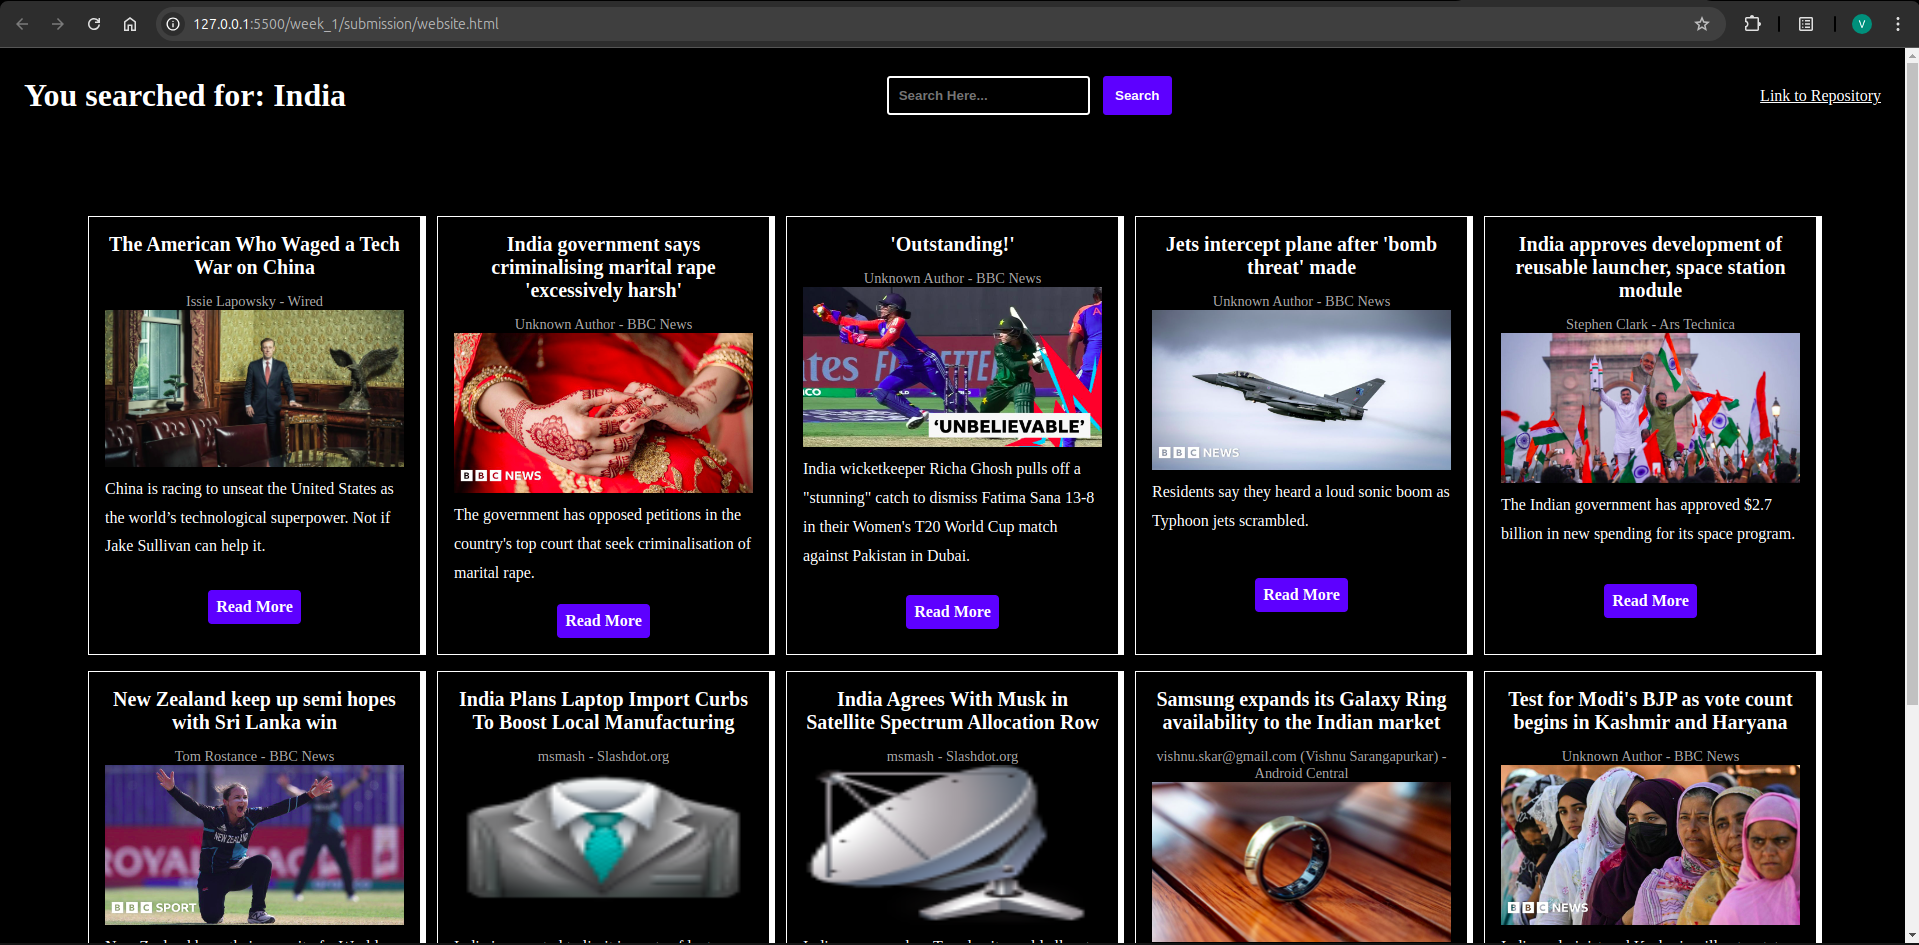 127.0.0.1:5500/week_1/submission/website.html
V
You searched for: India
Search Here...
Search
Link to Repository
The American Who Waged a Tech
War on China
Issie Lapowsky - Wired
China is racing to unseat the United States as
the world’s technological superpower. Not if
Jake Sullivan can help it.
Read More
India government says
criminalising marital rape
'excessively harsh'
Unknown Author - BBC News
BBC NEWS
The government has opposed petitions in the
country's top court that seek criminalisation of
marital rape.
Read More
'Outstanding!'
Unknown Author - BBC News
‘UNBELIEVABLE’
India wicketkeeper Richa Ghosh pulls off a
"stunning" catch to dismiss Fatima Sana 13-8
in their Women's T20 World Cup match
against Pakistan in Dubai.
Read More
Jets intercept plane after 'bomb
threat' made
Unknown Author - BBC News
BBC NEWS
Residents say they heard a loud sonic boom as
Typhoon jets scrambled.
Read More
India approves development of
reusable launcher, space station
module
Stephen Clark - Ars Technica
The Indian government has approved $2.7
billion in new spending for its space program.
Read More
New Zealand keep up semi hopes
with Sri Lanka win
Tom Rostance - BBC News
NEW ZEALAND
BBC SPORT
India Plans Laptop Import Curbs
To Boost Local Manufacturing
msmash - Slashdot.org
India Agrees With Musk in
Satellite Spectrum Allocation Row
msmash - Slashdot.org
Samsung expands its Galaxy Ring
availability to the Indian market
vishnu.skar@gmail.com (Vishnu Sarangapurkar) -
Android Central
Test for Modi's BJP as vote count
begins in Kashmir and Haryana
Unknown Author - BBC News
BBC NEWS